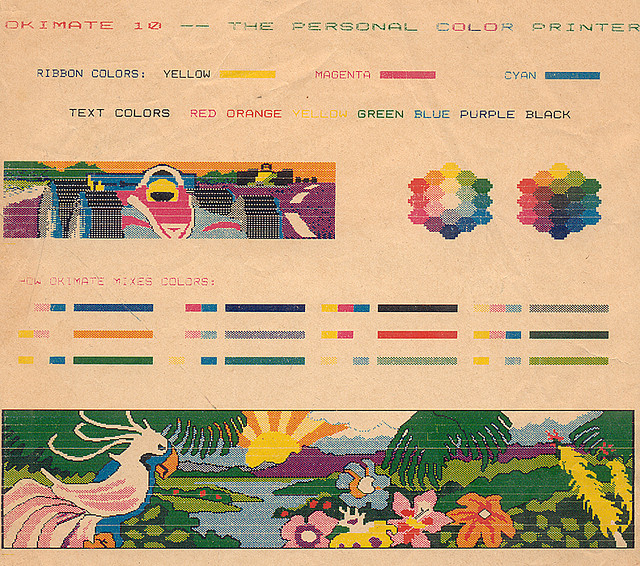 OKIMATE 10 -- THE PERSONAL COLOR PRINTER
RIBBON COLORS: YELLOW MAGENTA CYAN
TEXT COLORS RED ORANGE YELLOW GREEN BLUE PURPLE BLACK
HOW OKIMATE MIXES COLORS: